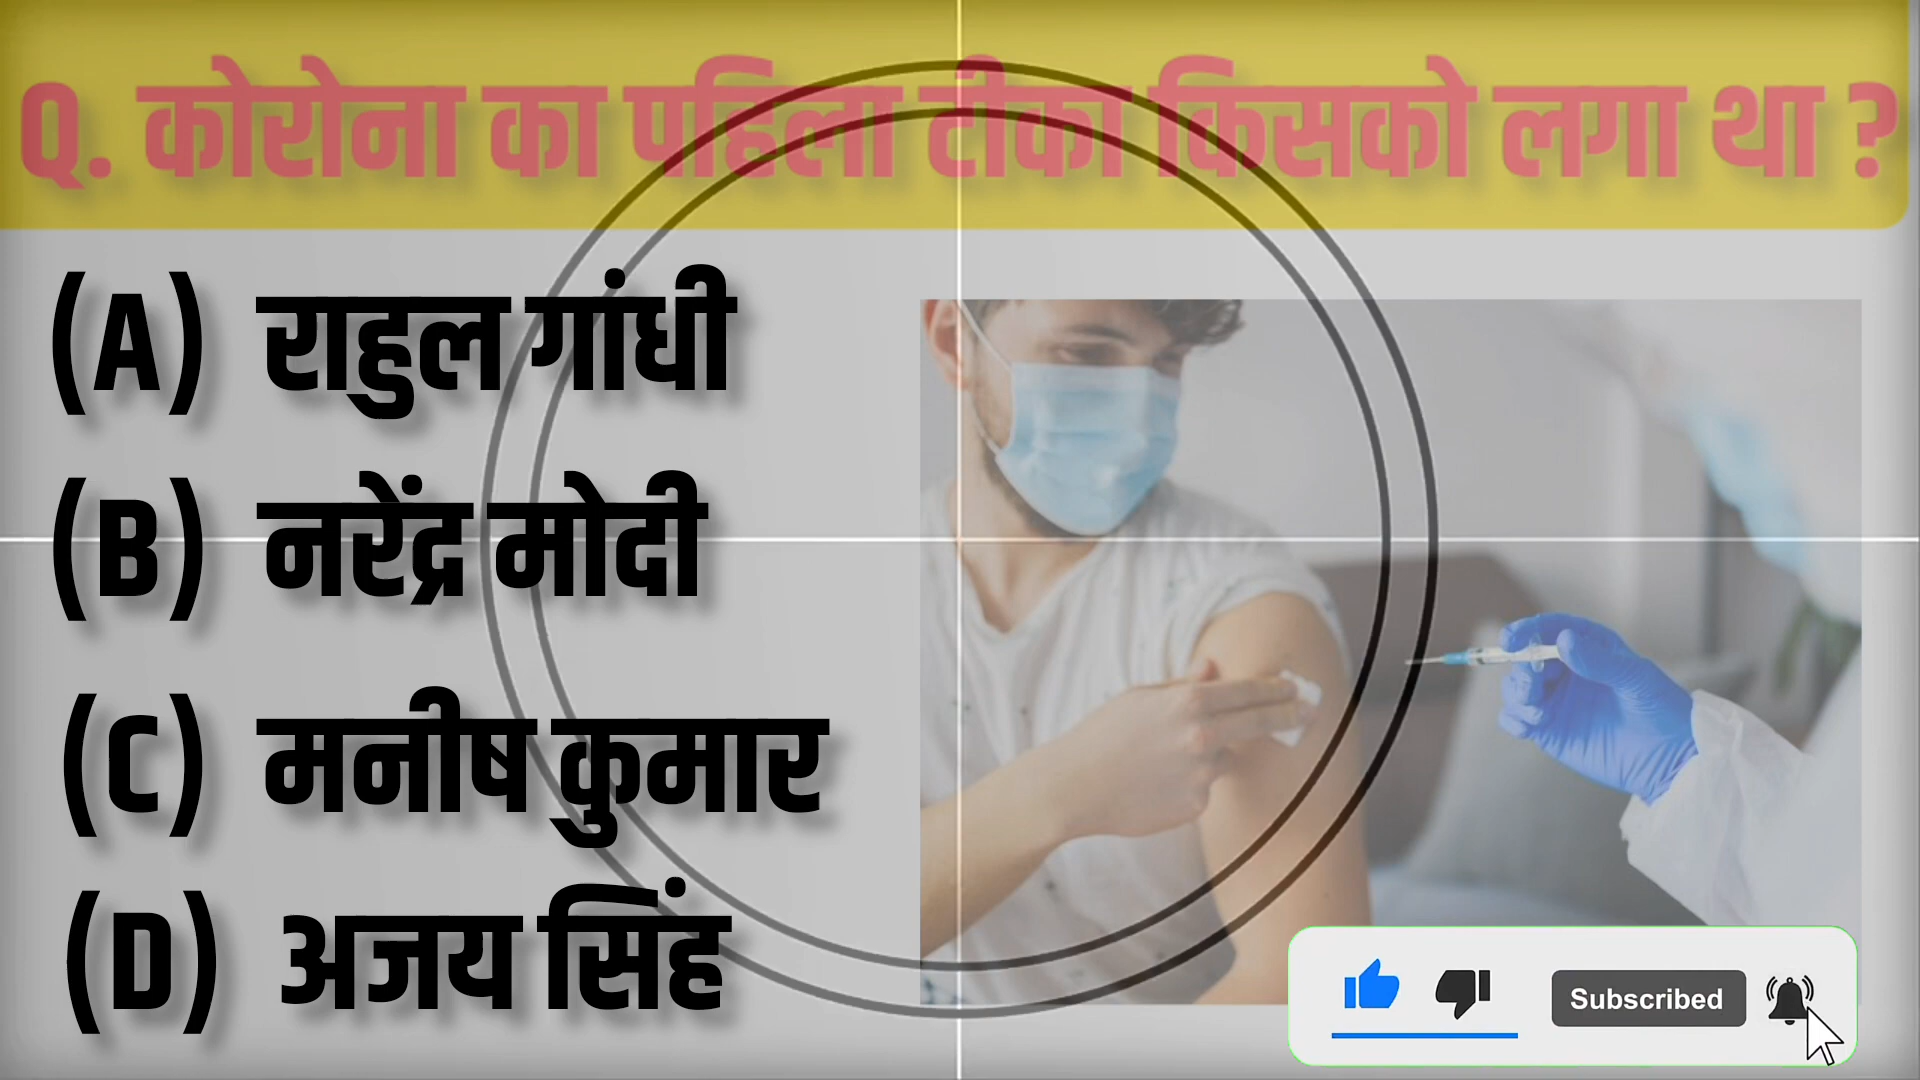 Q. कोरोना का पहिला टीका किसको लगा था ?
(A) राहुल गांधी
(B) नरेंद्र मोदी
(C) मनीष कुमार
(D) अजय सिंह
Subscribed